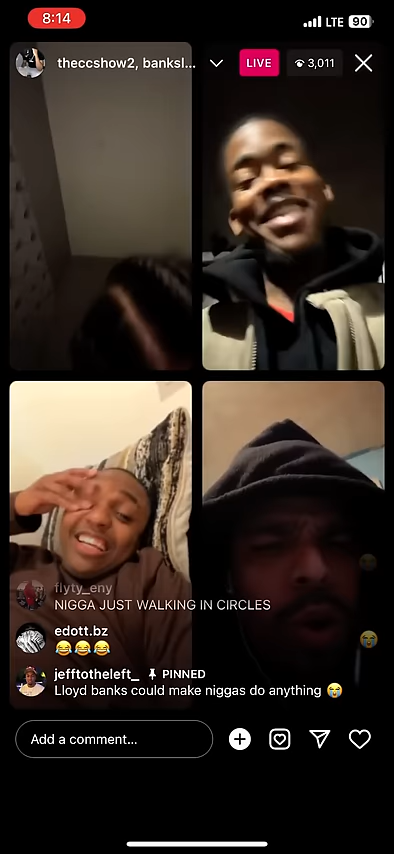 8:14
LTE 90
theccshow2, banksl...
LIVE
3,011
flyty_eny
NIGGA JUST WALKING IN CIRCLES
edott.bz
😂😂😂
jefftotheleft_ PINNED
Lloyd banks could make niggas do anything 😭
Add a comment...